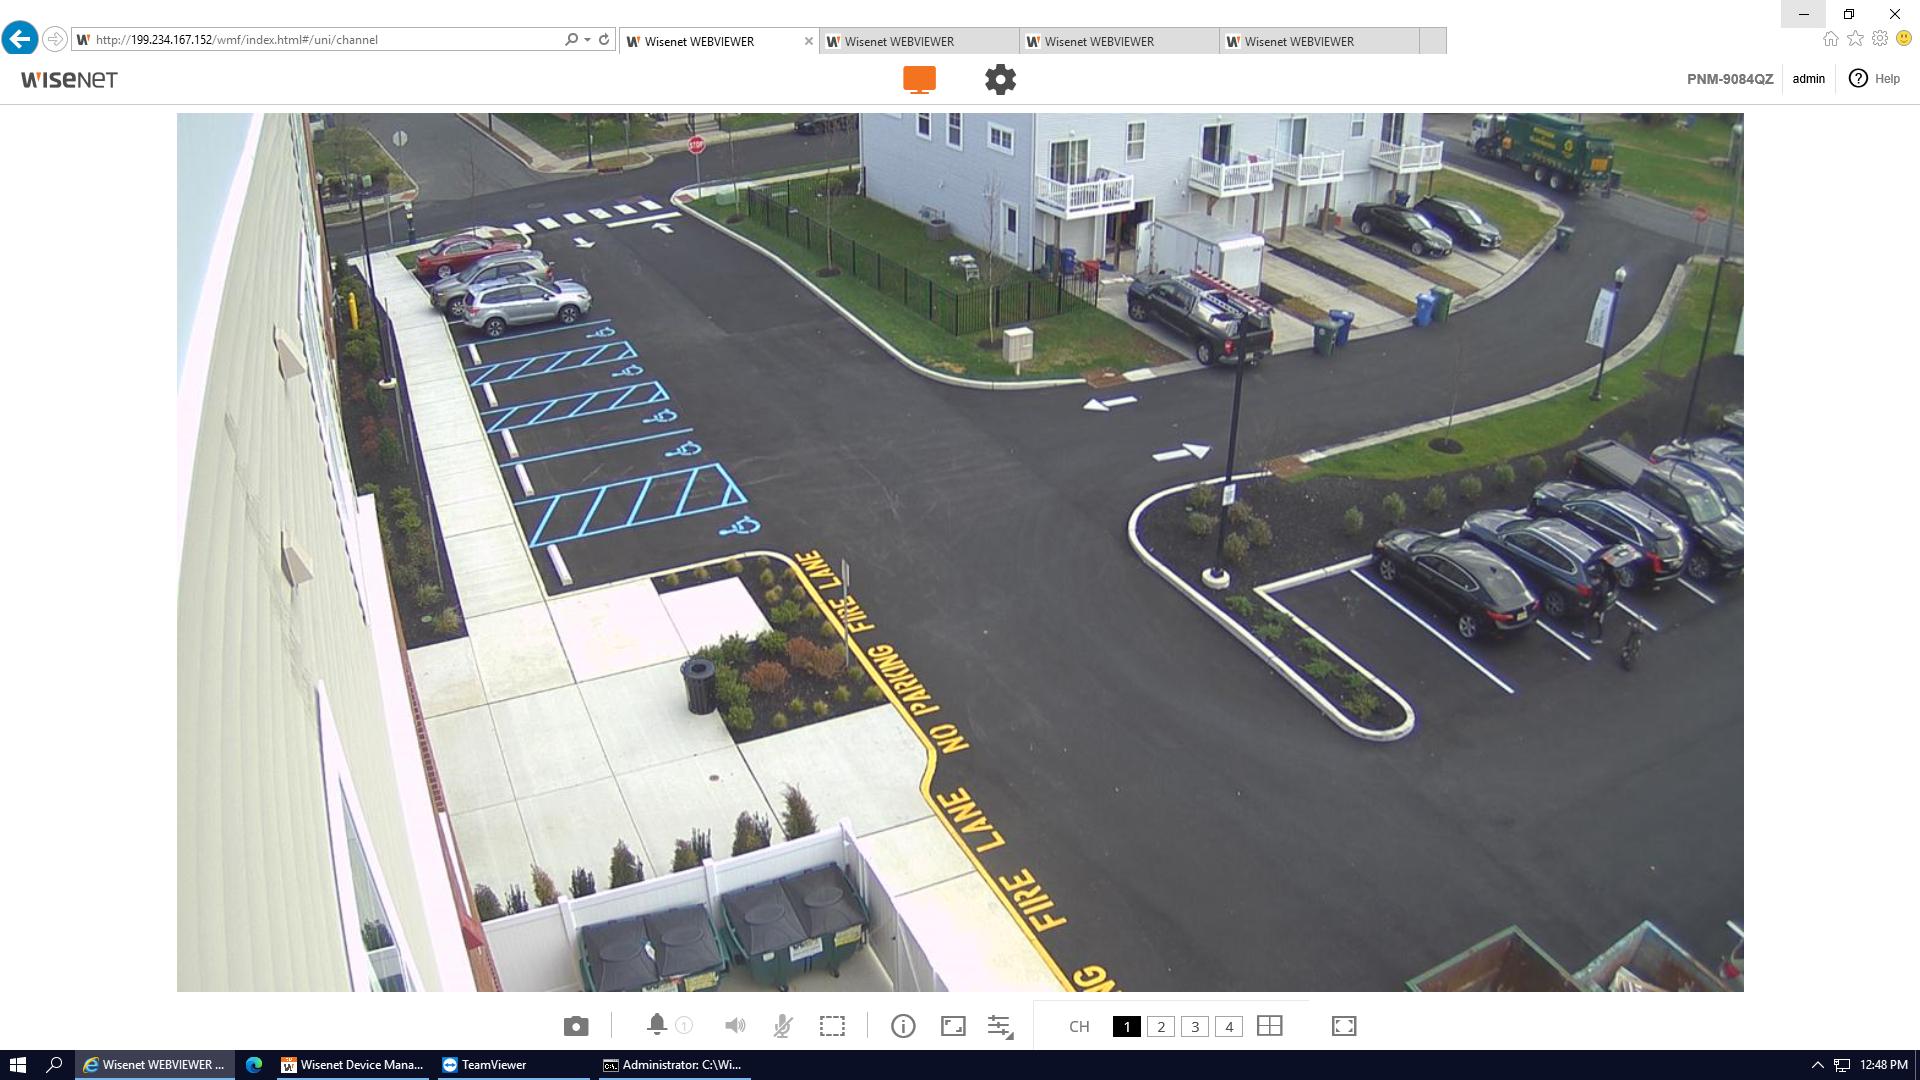 http://199.234.167.152/wmf/index.html#/uni/channel
Wisenet WEBVIEWER
Wisenet WEBVIEWER
Wisenet WEBVIEWER
Wisenet WEBVIEWER
WISENET
PNM-9084QZ
admin
? Help
STOP
FIRE LANE
NO PARKING
FIRE LANE
NG
1
CH
1
2
3
4
Wisenet WEBVIEWER ...
Wisenet Device Mana...
TeamViewer
Administrator: C:\Wi...
12:48 PM